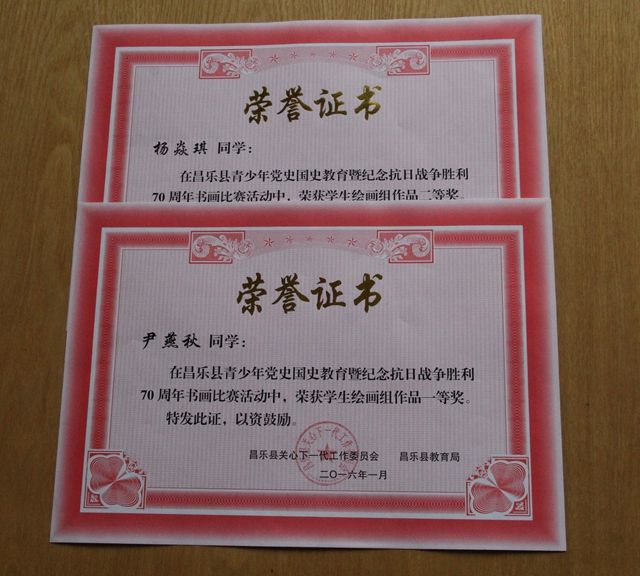 荣誉证书
杨焱琪 同学：
在昌乐县青少年党史国史教育暨纪念抗日战争胜利
70周年书画比赛活动中，荣获学生绘画组作品二等奖。
荣誉证书
尹燕秋 同学：
在昌乐县青少年党史国史教育暨纪念抗日战争胜利
70周年书画比赛活动中，荣获学生绘画组作品一等奖。
特发此证，以资鼓励。
昌乐县关心下一代工作委员会 昌乐县教育局
二〇一六年一月